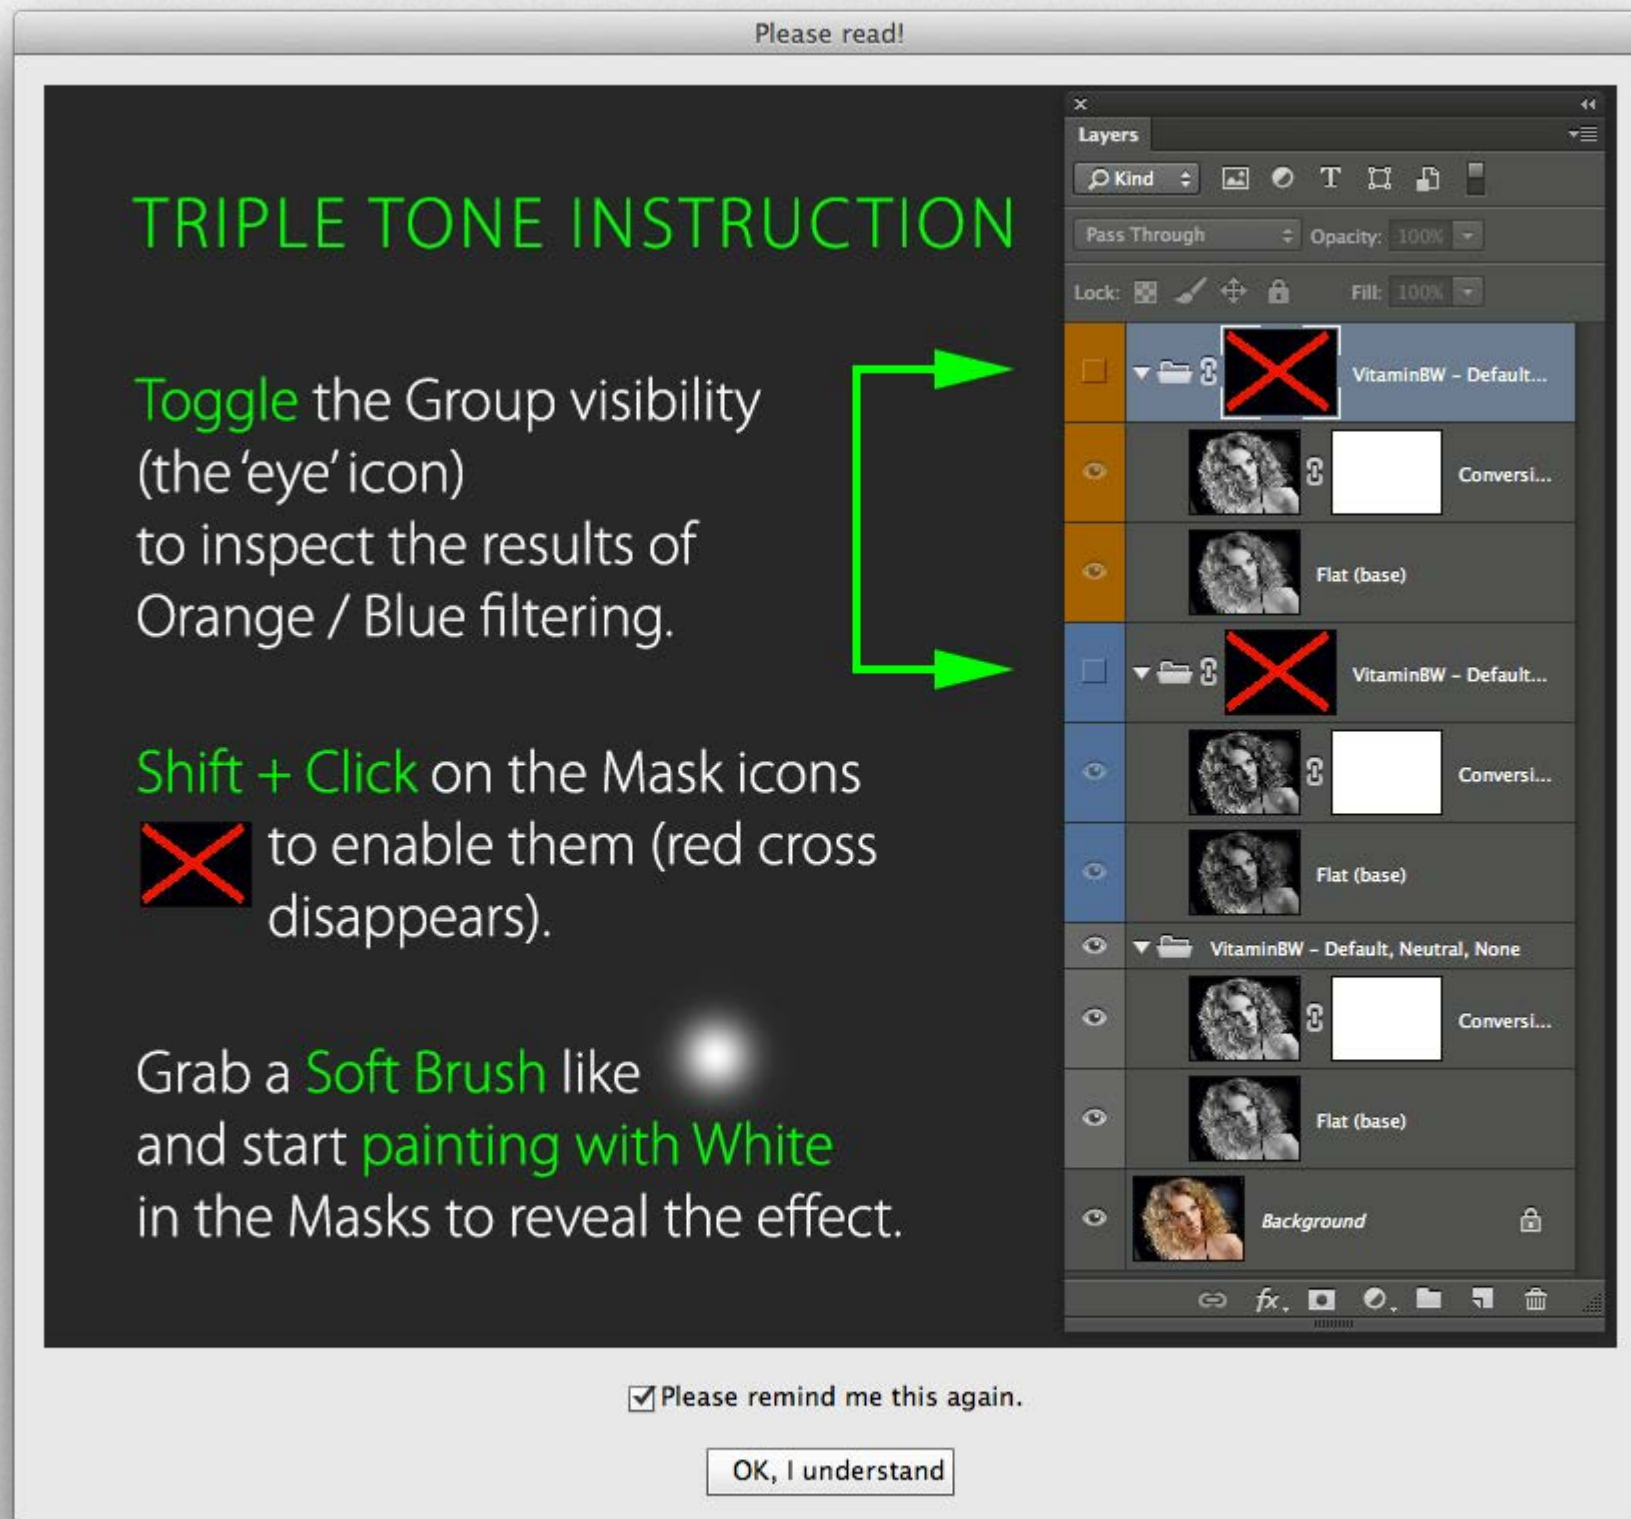 Please read!
TRIPLE TONE INSTRUCTION
Toggle the Group visibility
(the ‘eye’ icon)
to inspect the results of
Orange / Blue filtering.
Shift + Click on the Mask icons
to enable them (red cross
disappears).
Grab a Soft Brush like
and start painting with White
in the Masks to reveal the effect.
Layers
Kind
T
Pass Through
Opacity: 100%
Lock:
Fill: 100%
VitaminBW – Default...
Conversi...
Flat (base)
VitaminBW – Default...
Conversi...
Flat (base)
VitaminBW – Default, Neutral, None
Conversi...
Flat (base)
Background
fx.
Please remind me this again.
OK, I understand